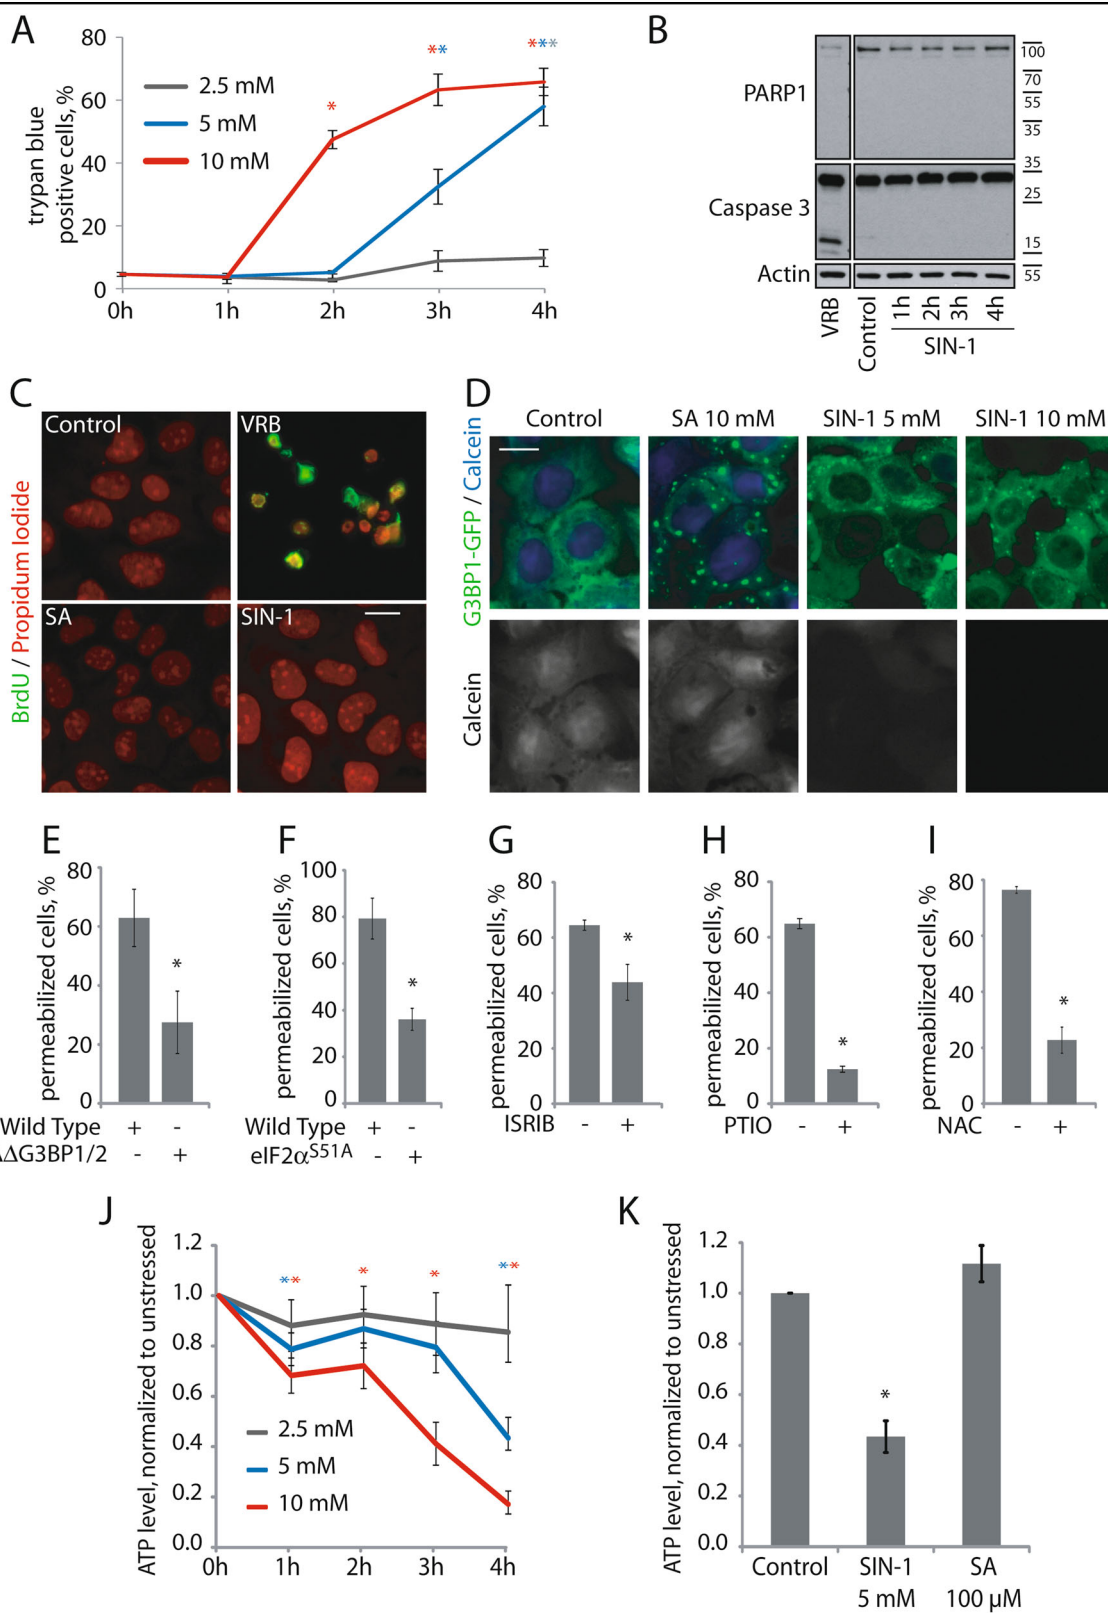 A
trypan blue
positive cells, %
80
60
40
20
0
0h 1h 2h 3h 4h
2.5 mM
5 mM
10 mM
*
**
***
B
PARP1
Caspase 3
Actin
100
70
55
35
35
25
15
55
VRB
Control
1h
2h
3h
4h
SIN-1
C
BrdU / Propidum Iodide
Control
VRB
SA
SIN-1
D
G3BP1-GFP / Calcein
Calcein
Control
SA 10 mM
SIN-1 5 mM
SIN-1 10 mM
E
permeabilized cells, %
80
60
40
20
0
*
Wild Type + -
ΔG3BP1/2 - +
F
permeabilized cells, %
100
80
60
40
80
0
*
Wild Type + -
eIF2αS51A - +
G
permeabilized cells, %
80
60
40
20
0
*
ISRIB - +
H
permeabilized cells, %
80
60
40
20
0
*
PTIO - +
I
permeabilized cells, %
80
60
40
20
0
*
NAC - +
J
ATP level, normalized to unstressed
1.2
1.0
0.8
0.6
0.4
0.2
0.0
0h 1h 2h 3h 4h
**
*
*
**
2.5 mM
5 mM
10 mM
K
ATP level, normalized to unstressed
1.2
1.0
0.8
0.6
0.4
0.2
0.0
*
Control
SIN-1
5 mM
SA
100 µM